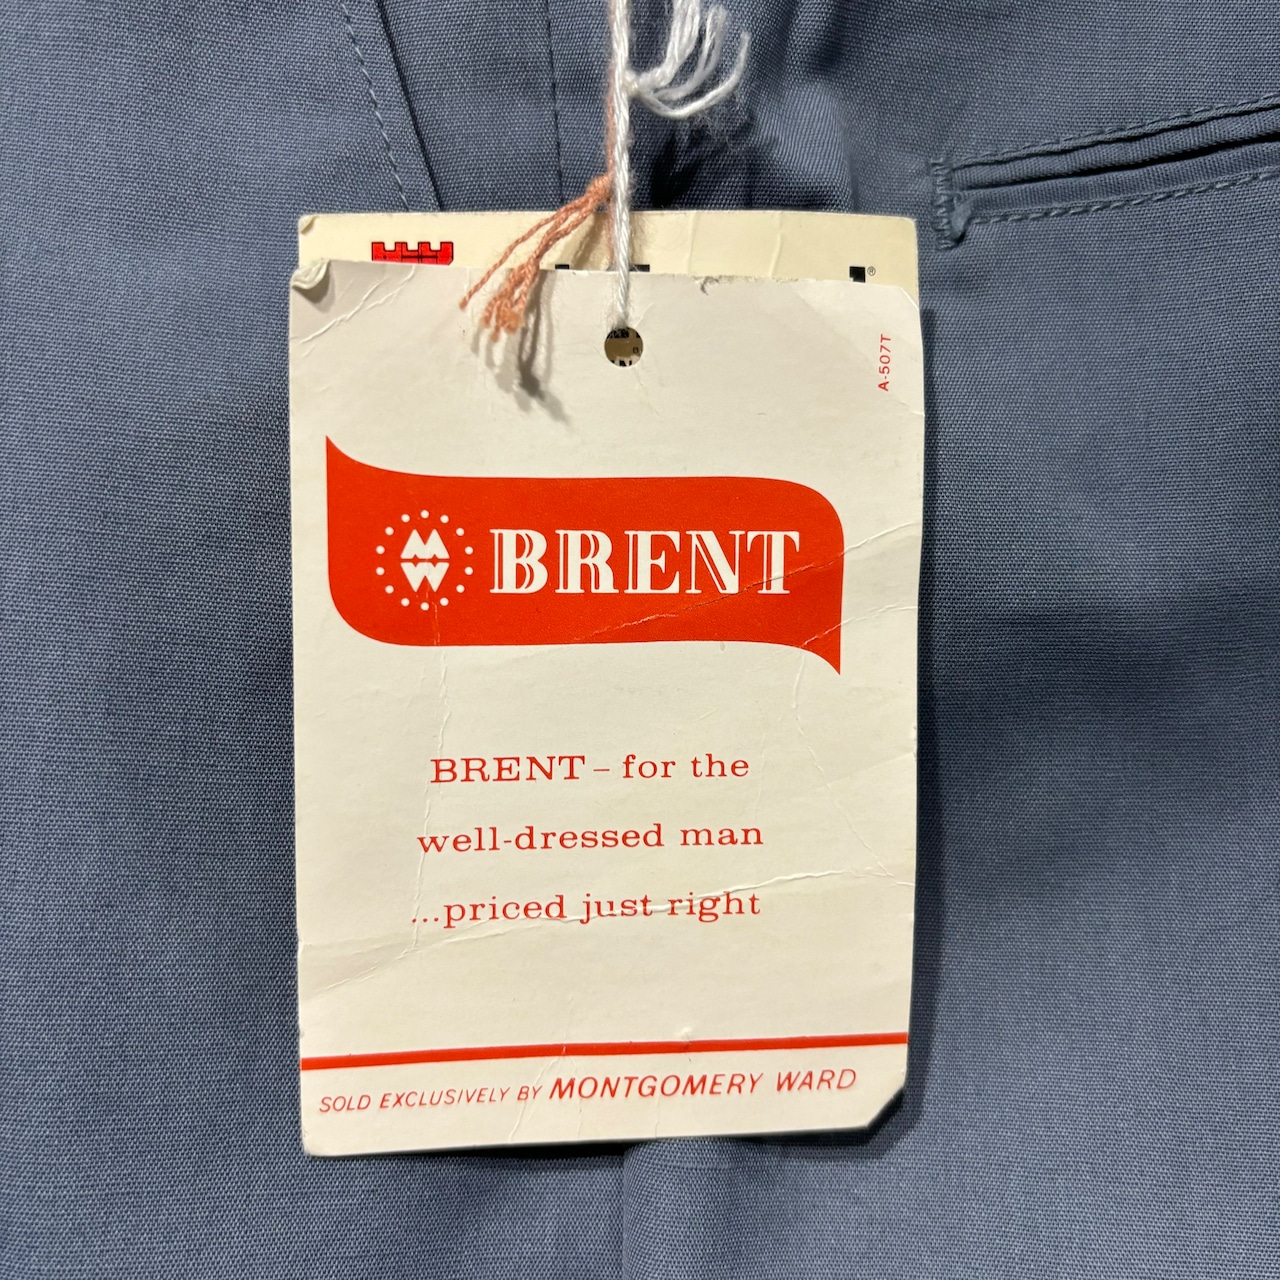 ®
A-507T
MW BRENT
BRENT – for the
well-dressed man
...priced just right
SOLD EXCLUSIVELY BY MONTGOMERY WARD